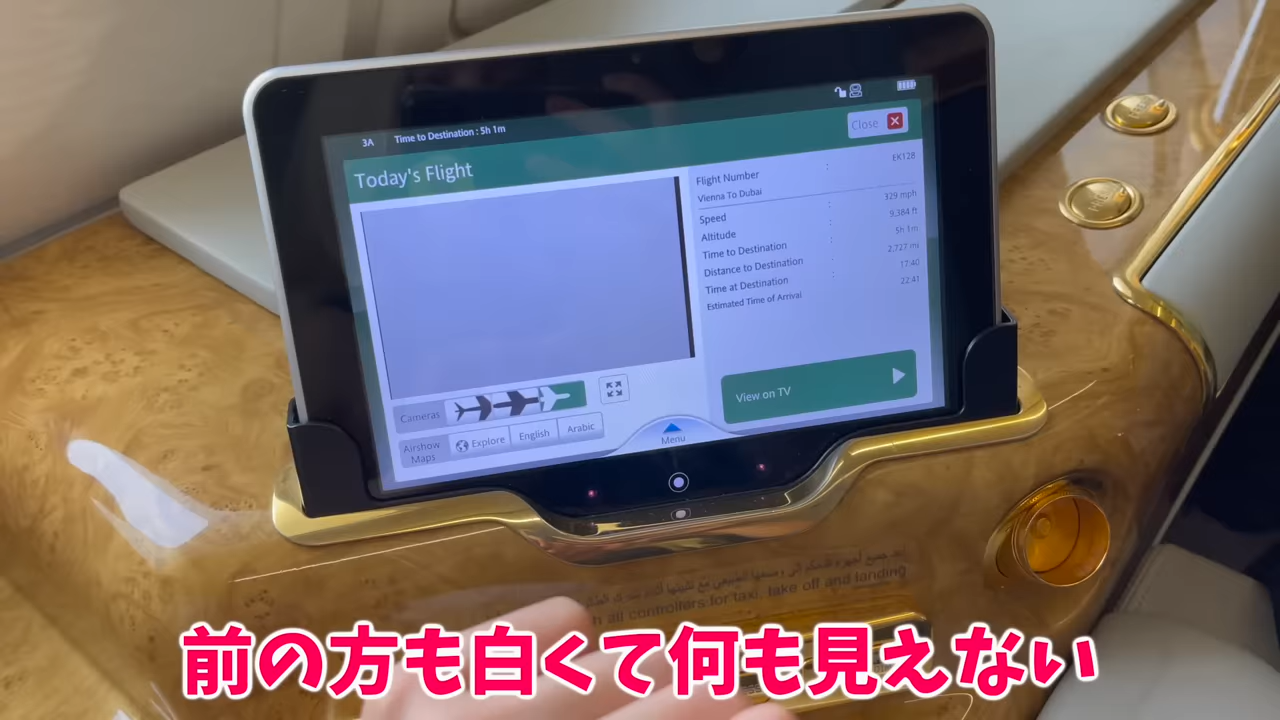 3A Time to Destination : 5h 1m
Close
Today's Flight
Flight Number : EK128
Vienna To Dubai
Speed : 329 mph
Altitude : 9,384 ft
Time to Destination : 5h 1m
Distance to Destination : 2,727 mi
Time at Destination : 17:40
Estimated Time of Arrival : 22:41
View on TV
Cameras
Airshow Maps
Explore English Arabic
Menu
all controllers for taxi, take off and landing
前の方も白くて何も見えない